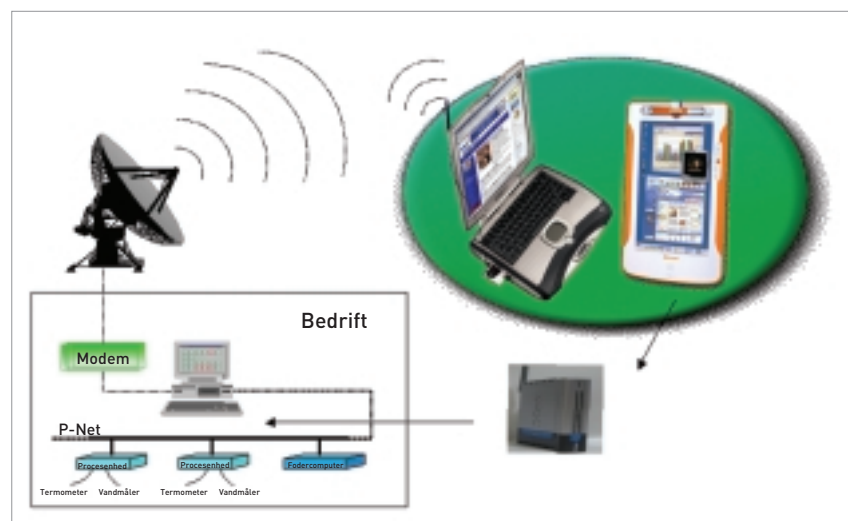 Bedrift
Modem
P-Net
Procesenhed Procesenhed Fodercomputer
Termometer Vandmåler Termometer Vandmåler